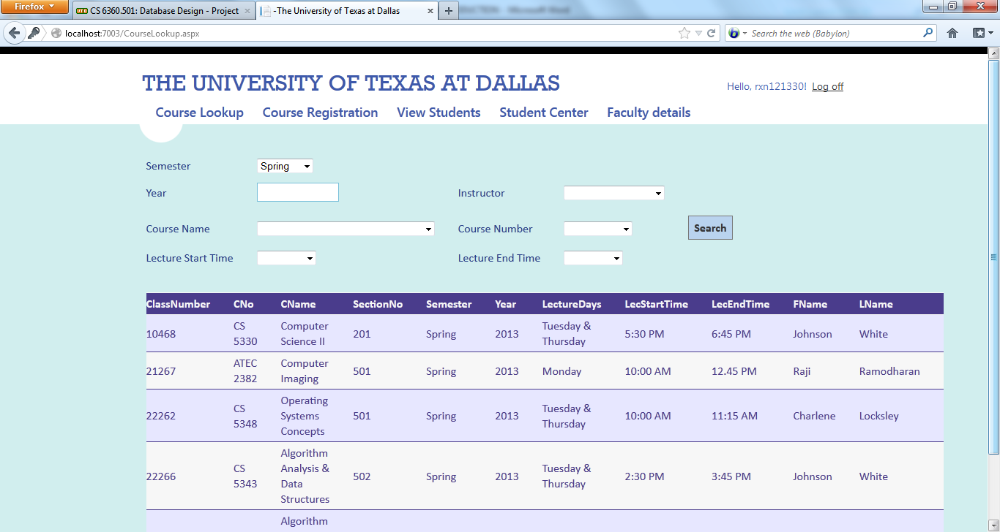 Firefox
CS 6360.501: Database Design - Project
-The University of Texas at Dallas
Microsoft Word
localhost:7003/CourseLookup.aspx
Search the web (Babylon)
THE UNIVERSITY OF TEXAS AT DALLAS
Hello, rxn121330! Log off
Course Lookup Course Registration View Students Student Center Faculty details
Semester Spring
Year Instructor
Course Name Course Number Search
Lecture Start Time Lecture End Time
ClassNumber CNo CName SectionNo Semester Year LectureDays LecStartTime LecEndTime FName LName
10468 CS 5330 Computer Science II 201 Spring 2013 Tuesday & Thursday 5:30 PM 6:45 PM Johnson White
21267 ATEC 2382 Computer Imaging 501 Spring 2013 Monday 10:00 AM 12.45 PM Raji Ramodharan
22262 CS 5348 Operating Systems Concepts 501 Spring 2013 Tuesday & Thursday 10:00 AM 11:15 AM Charlene Locksley
22266 CS 5343 Algorithm Analysis & Data Structures 502 Spring 2013 Tuesday & Thursday 2:30 PM 3:45 PM Johnson White
Algorithm